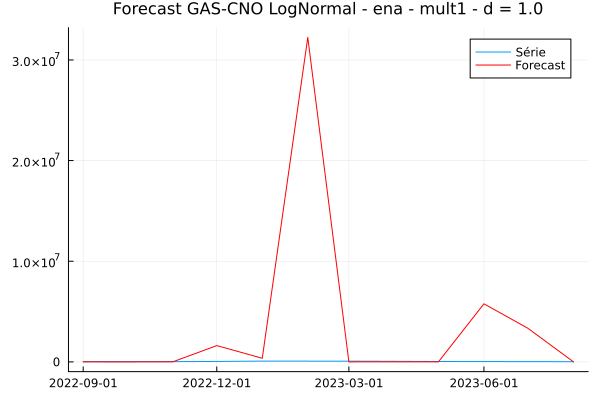 Forecast GAS-CNO LogNormal - ena - mult1 - d = 1.0
Série
Forecast
3.0×10⁷
2.0×10⁷
1.0×10⁷
0
2022-09-01 2022-12-01 2023-03-01 2023-06-01